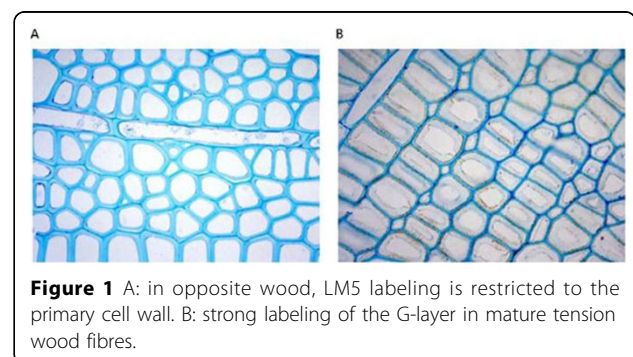 A
B
Figure 1 A: in opposite wood, LM5 labeling is restricted to the
primary cell wall. B: strong labeling of the G-layer in mature tension
wood fibres.